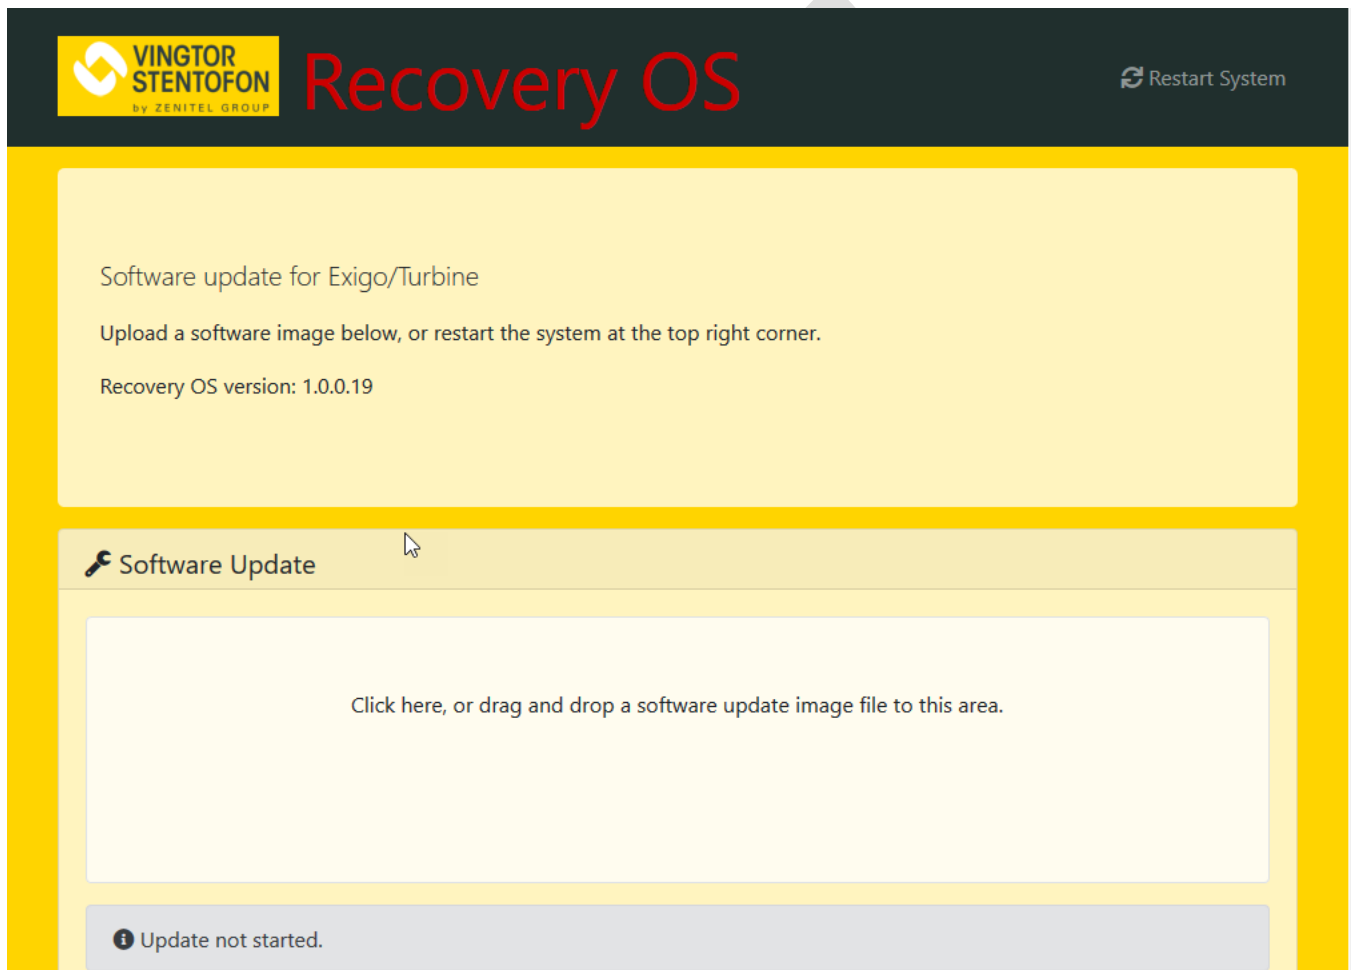 VINGTOR
STENTOFON
by ZENITEL GROUP
Recovery OS
Restart System
Software update for Exigo/Turbine
Upload a software image below, or restart the system at the top right corner.
Recovery OS version: 1.0.0.19
Software Update
Click here, or drag and drop a software update image file to this area.
Update not started.